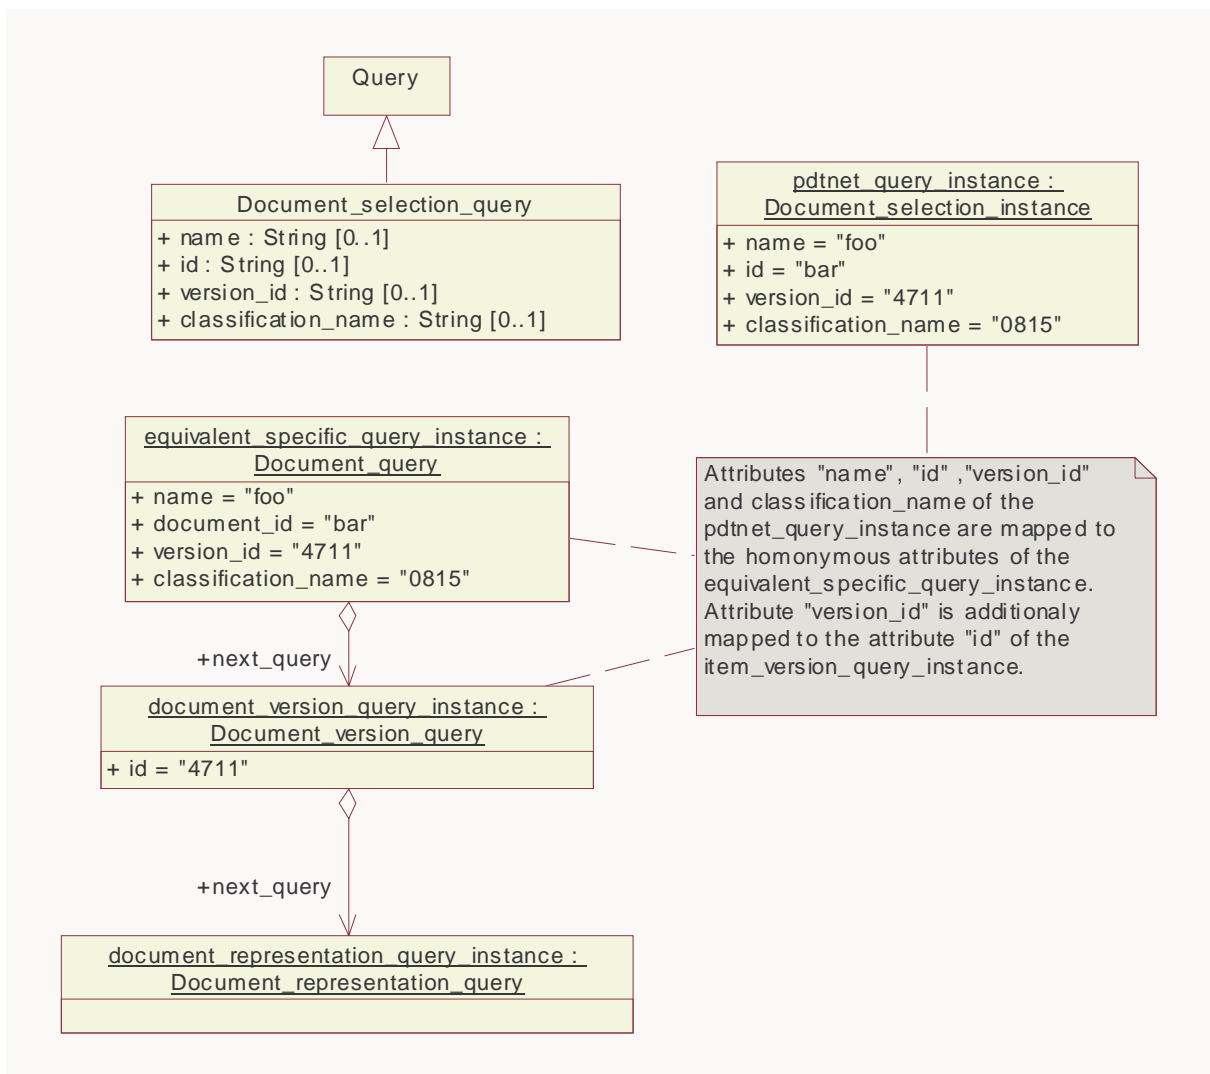 Query
Document_selection_query
+ name : String [0..1]
+ id : String [0..1]
+ version_id : String [0..1]
+ classification_name : String [0..1]
pdtnet_query_instance :
Document_selection_instance
+ name = "foo"
+ id = "bar"
+ version_id = "4711"
+ classification_name = "0815"
equivalent_specific_query_instance :
Document_query
+ name = "foo"
+ document_id = "bar"
+ version_id = "4711"
+ classification_name = "0815"
Attributes "name", "id" ,"version_id"
and classification_name of the
pdtnet_query_instance are mapped to
the homonymous attributes of the
equivalent_specific_query_instance.
Attribute "version_id" is additionaly
mapped to the attribute "id" of the
item_version_query_instance.
+next_query
document_version_query_instance :
Document_version_query
+ id = "4711"
+next_query
document_representation_query_instance :
Document_representation_query